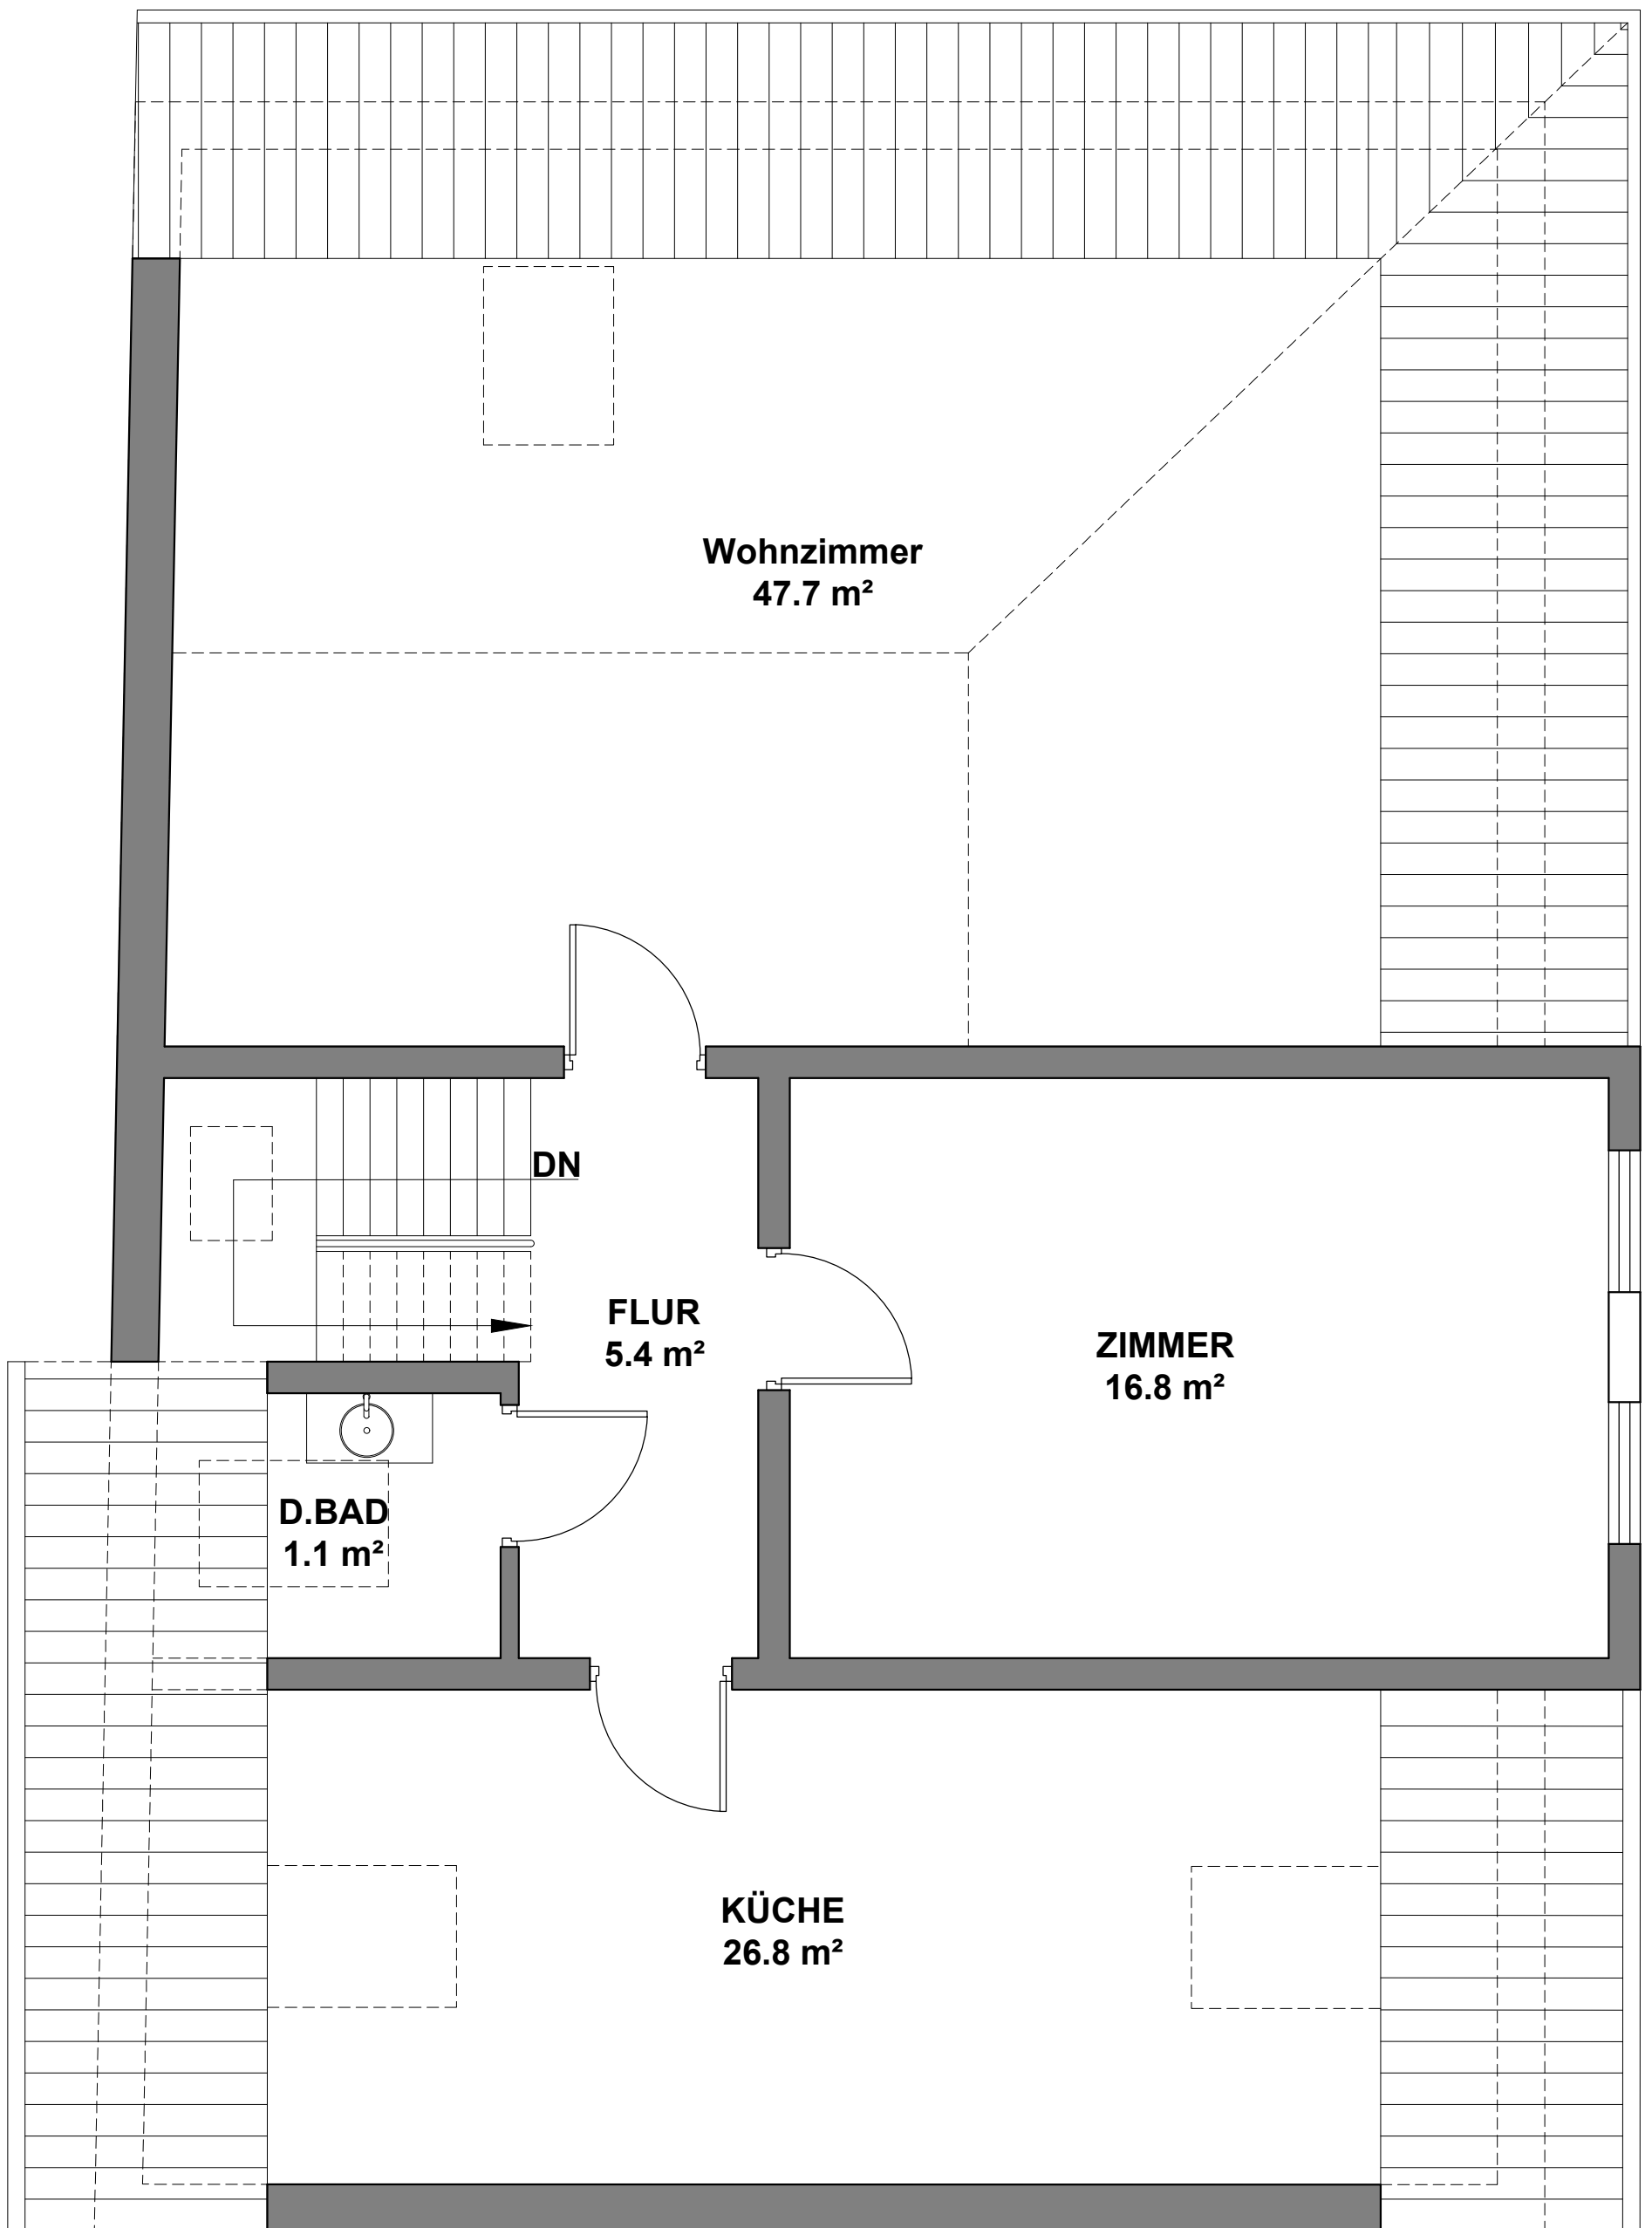 Wohnzimmer
47.7 m²
DN
FLUR
5.4 m²
ZIMMER
16.8 m²
D.BAD
1.1 m²
KÜCHE
26.8 m²